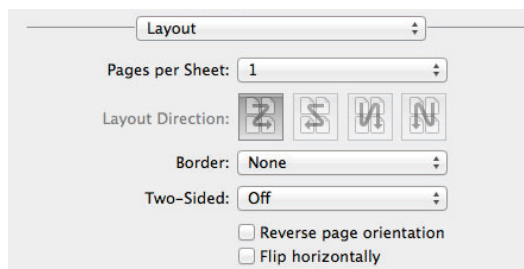 Layout
Pages per Sheet: 1
Layout Direction:
Border: None
Two-Sided: Off
Reverse page orientation
Flip horizontally